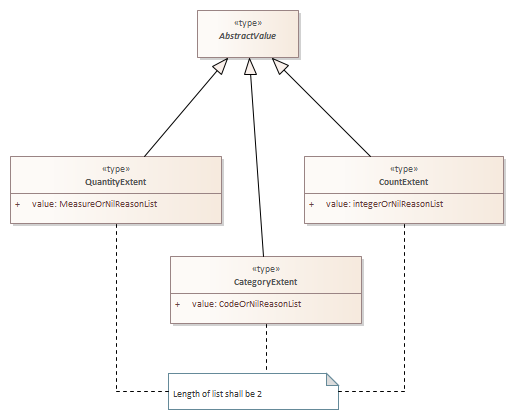 «type»
AbstractValue
«type»
QuantityExtent
+ value: MeasureOrNilReasonList
«type»
CountExtent
+ value: integerOrNilReasonList
«type»
CategoryExtent
+ value: CodeOrNilReasonList
Length of list shall be 2